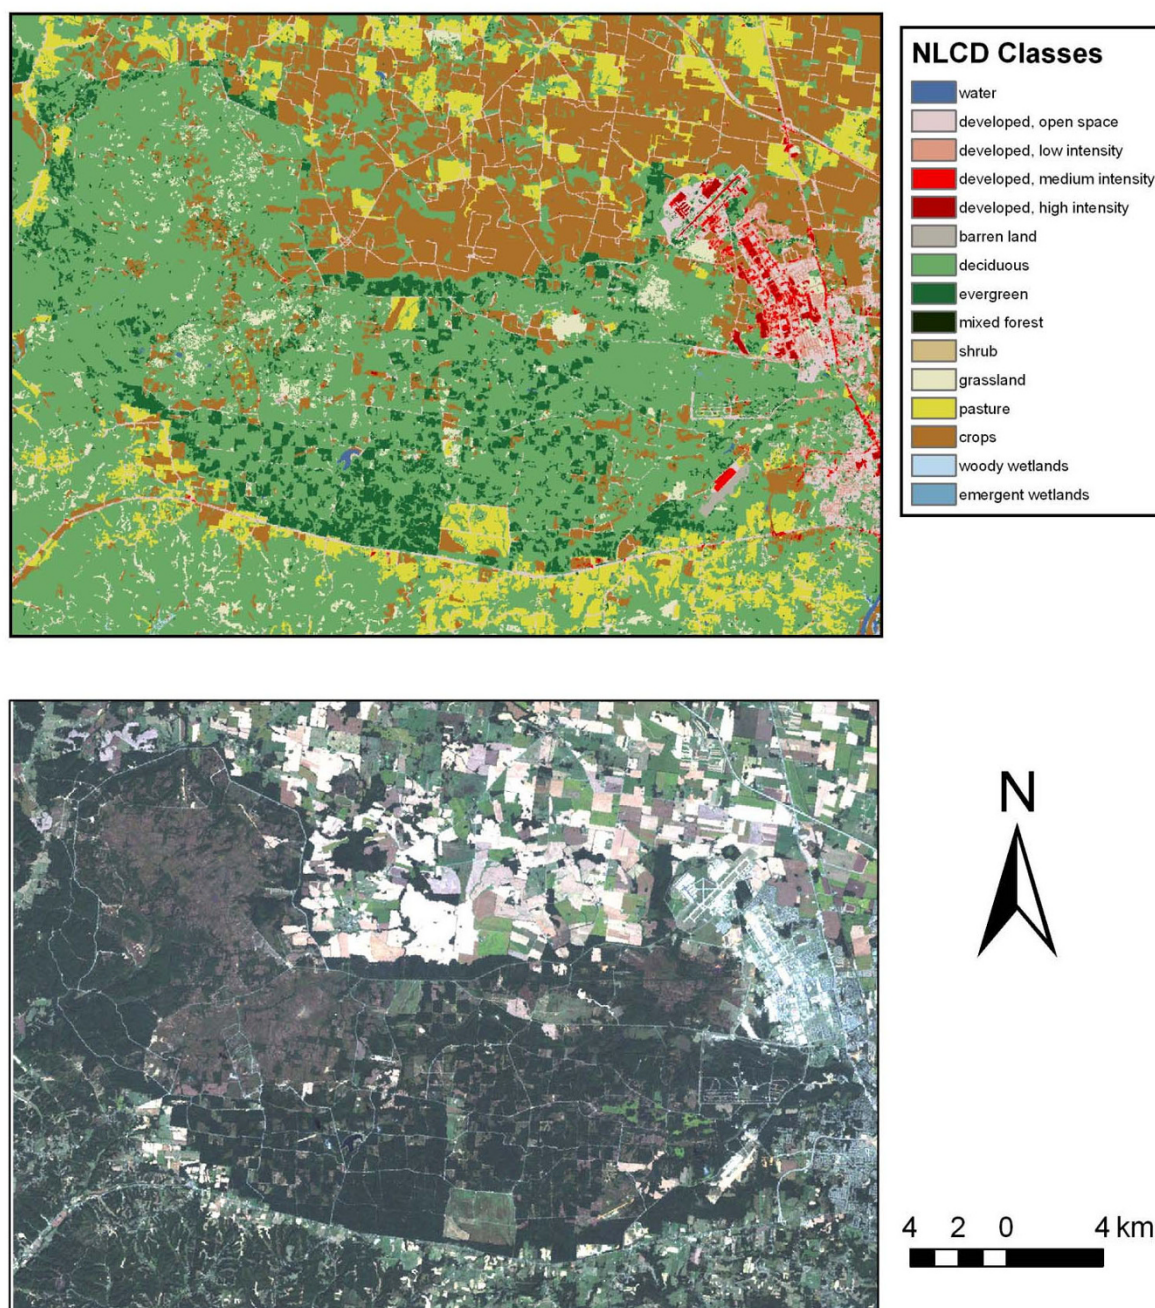 NLCD Classes
water
developed, open space
developed, low intensity
developed, medium intensity
developed, high intensity
barren land
deciduous
evergreen
mixed forest
shrub
grassland
pasture
crops
woody wetlands
emergent wetlands
N
4 2 0 4 km